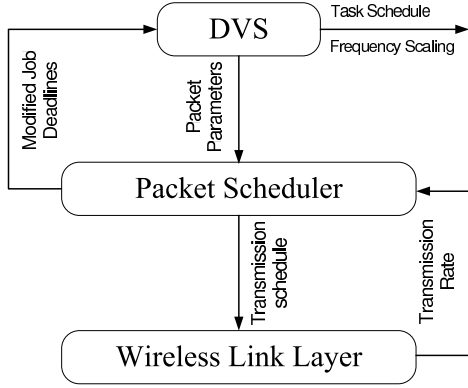 DVS
Task Schedule
Frequency Scaling
Modified Job
Deadlines
Packet
Parameters
Packet Scheduler
Transmission
schedule
Transmission
Rate
Wireless Link Layer